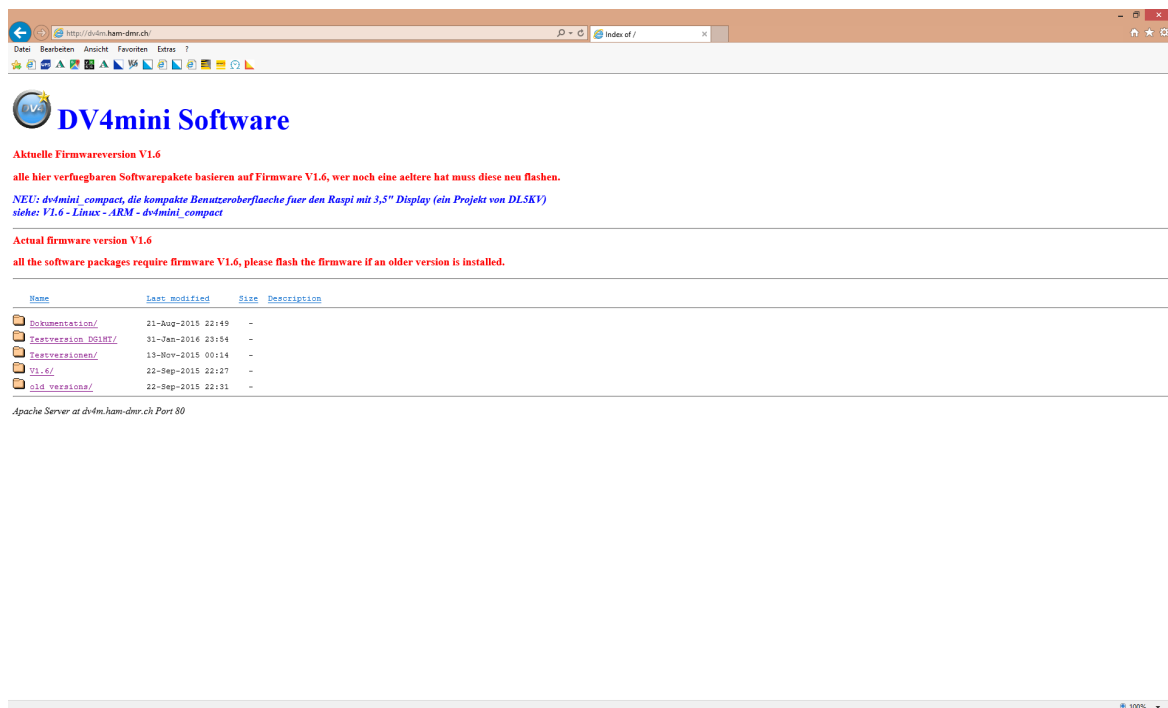 http://dv4m.ham-dmr.ch/
Index of /
Datei Bearbeiten Ansicht Favoriten Extras ?
DV4mini Software
Aktuelle Firmwareversion V1.6
alle hier verfuegbaren Softwarepakete basieren auf Firmware V1.6, wer noch eine aeltere hat muss diese neu flashen.
NEU: dv4mini_compact, die kompakte Benutzeroberflaeche fuer den Raspi mit 3,5" Display (ein Projekt von DL5KV)
siehe: V1.6 - Linux - ARM - dv4mini_compact
Actual firmware version V1.6
all the software packages require firmware V1.6, please flash the firmware if an older version is installed.
Name Last modified Size Description
Dokumentation/ 21-Aug-2015 22:49 -
Testversion DG1HT/ 31-Jan-2016 23:54 -
Testversionen/ 13-Nov-2015 00:14 -
V1.6/ 22-Sep-2015 22:27 -
old versions/ 22-Sep-2015 22:31 -
Apache Server at dv4m.ham-dmr.ch Port 80
100%